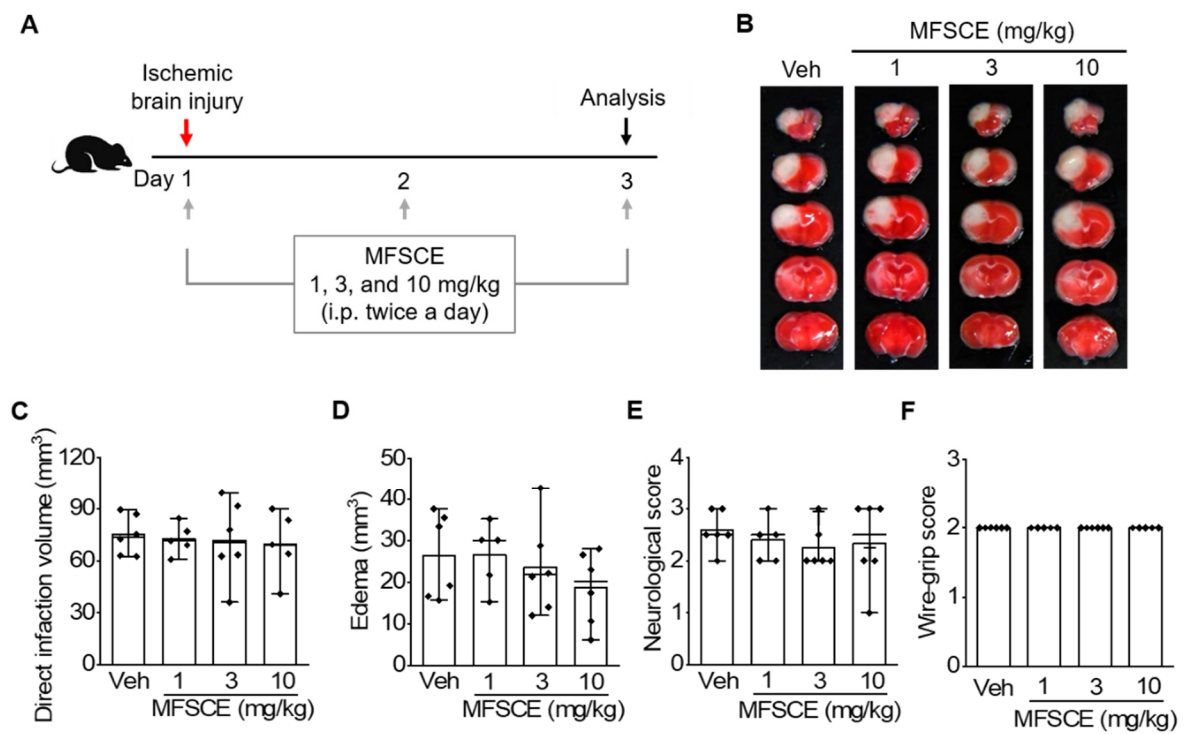 A
Ischemic
brain injury
Analysis
Day 1
2
3
MFSCE
1, 3, and 10 mg/kg
(i.p. twice a day)
B
MFSCE (mg/kg)
Veh
1
3
10
C
Direct infaction volume (mm³)
120
90
60
30
0
Veh
1
3
10
MFSCE (mg/kg)
D
Edema (mm³)
50
40
30
20
10
0
Veh
1
3
10
MFSCE (mg/kg)
E
Neurological score
4
3
2
1
0
Veh
1
3
10
MFSCE (mg/kg)
F
Wire-grip score
3
2
1
0
Veh
1
3
10
MFSCE (mg/kg)